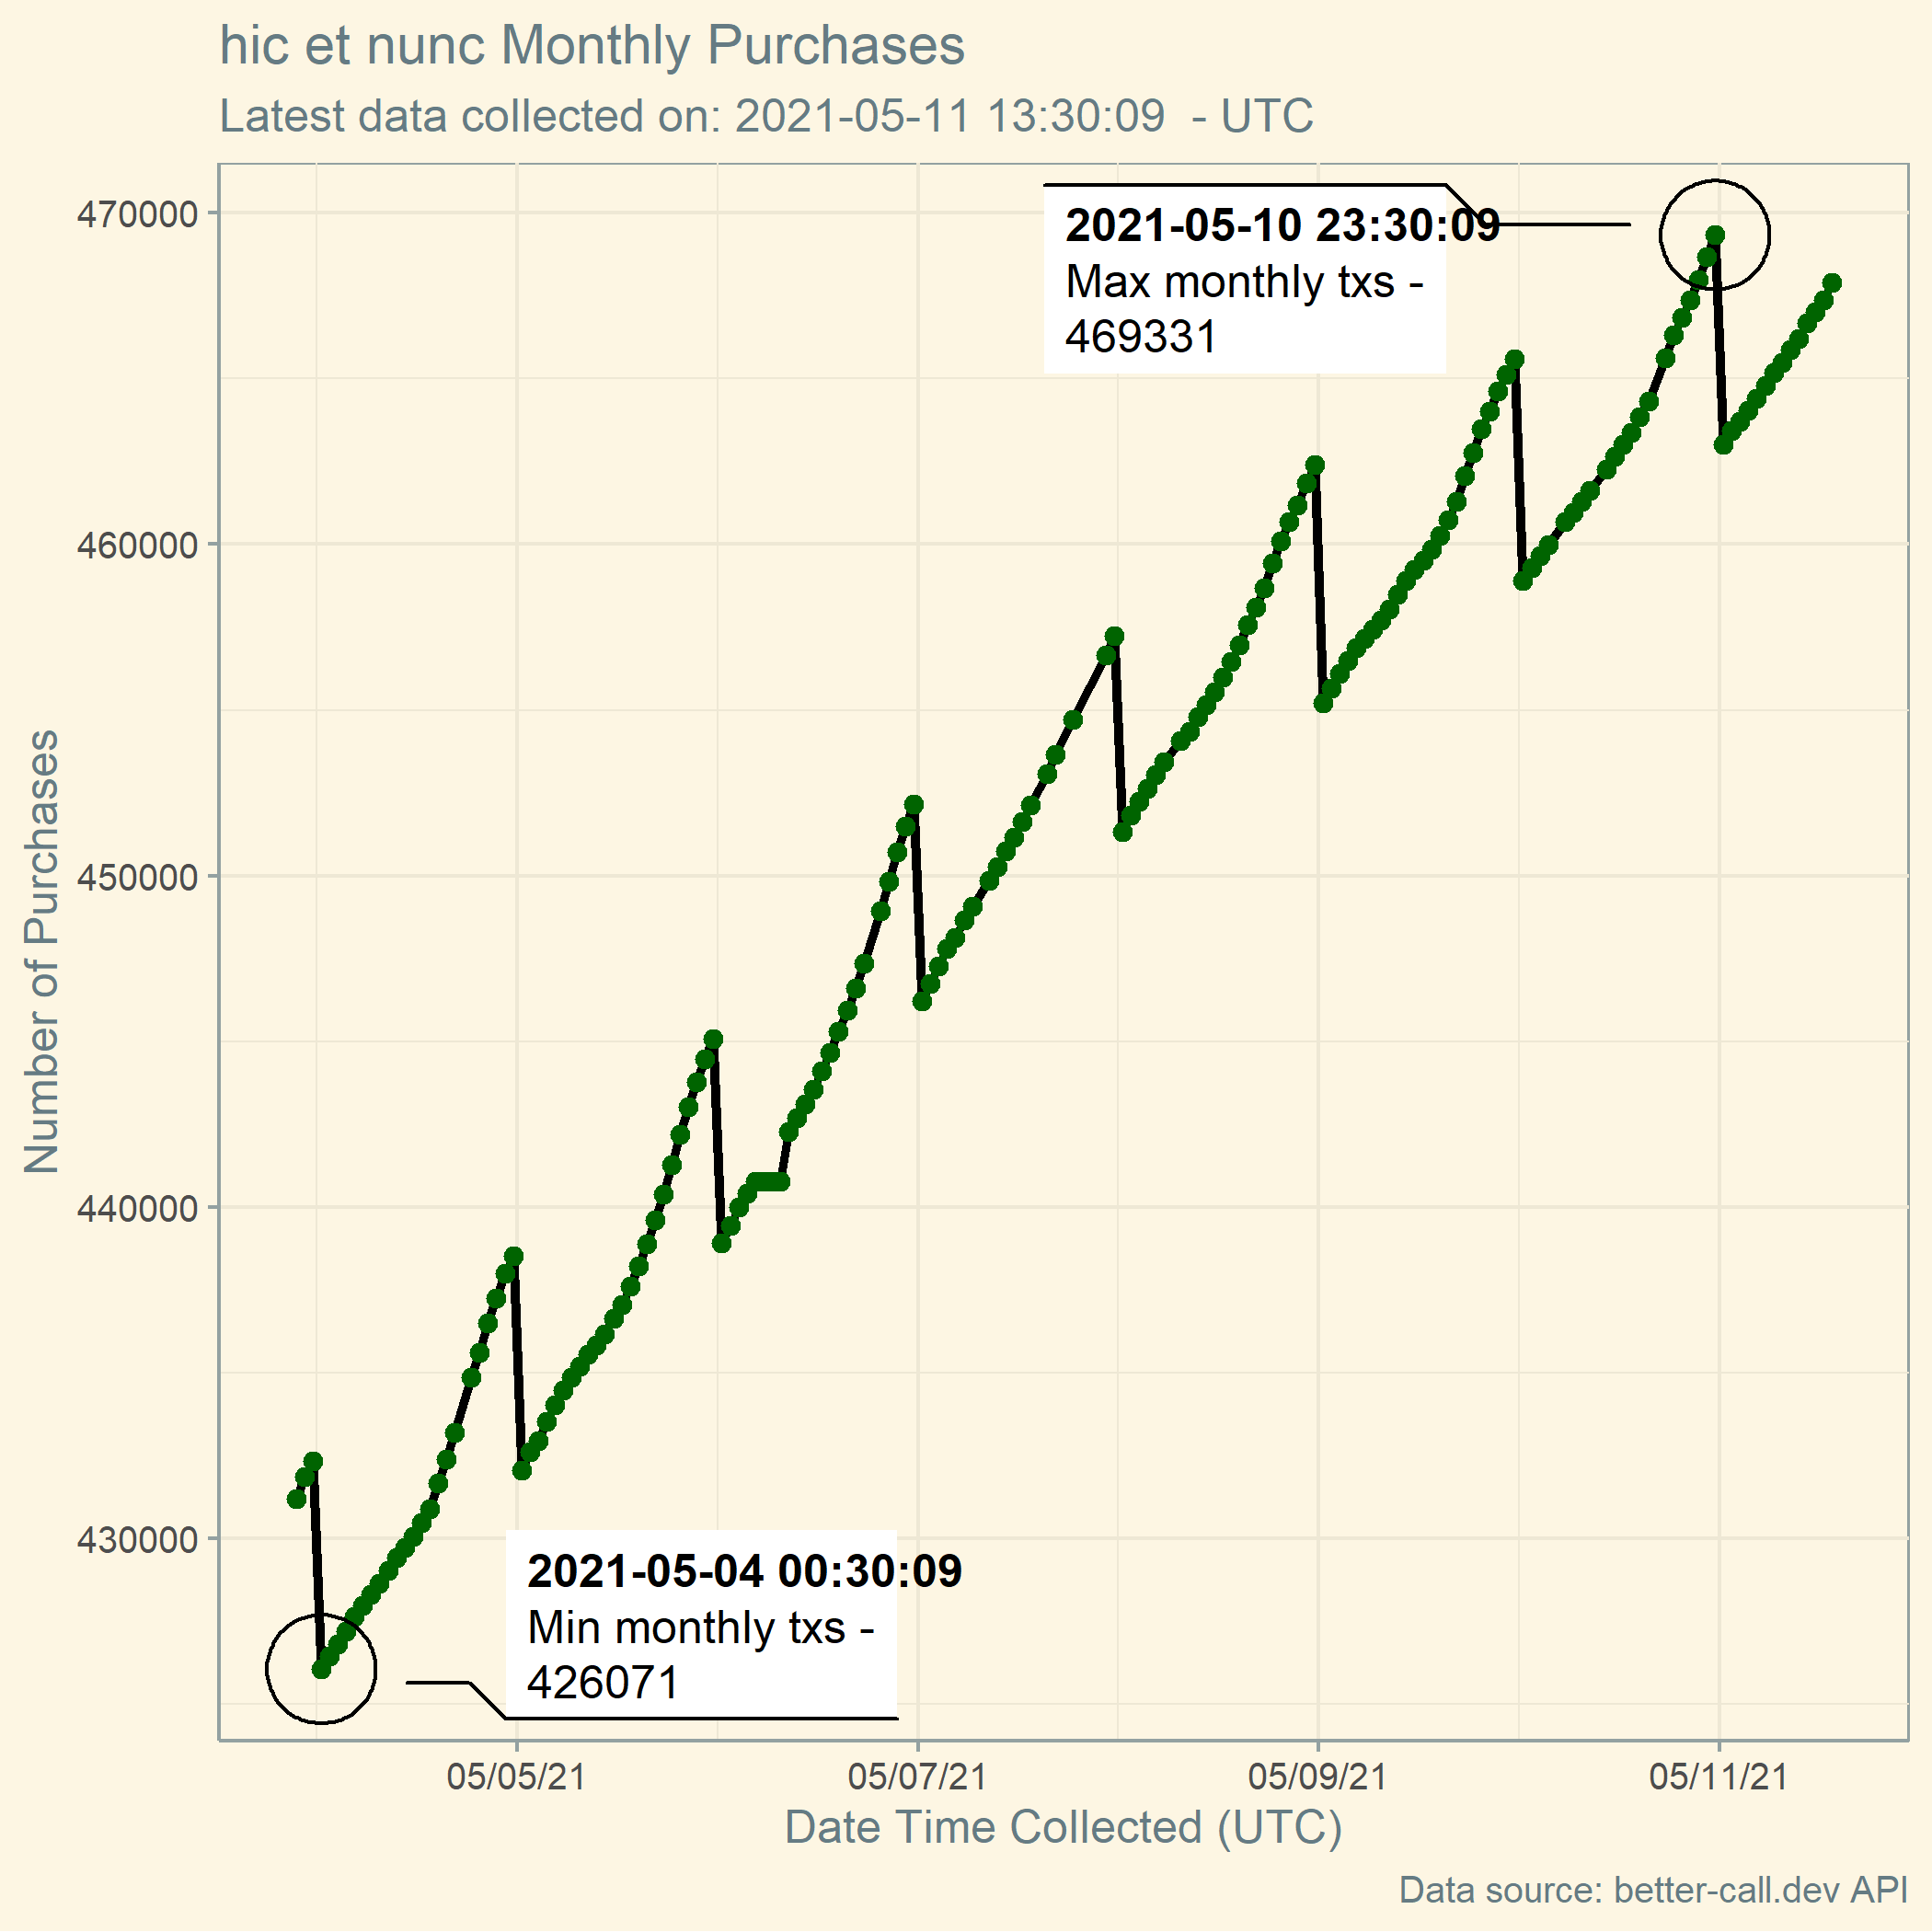 hic et nunc Monthly Purchases
Latest data collected on: 2021-05-11 13:30:09  - UTC
470000
460000
450000
440000
430000
Number of Purchases
2021-05-10 23:30:09
Max monthly txs -
469331
2021-05-04 00:30:09
Min monthly txs -
426071
05/05/21
05/07/21
05/09/21
05/11/21
Date Time Collected (UTC)
Data source: better-call.dev API